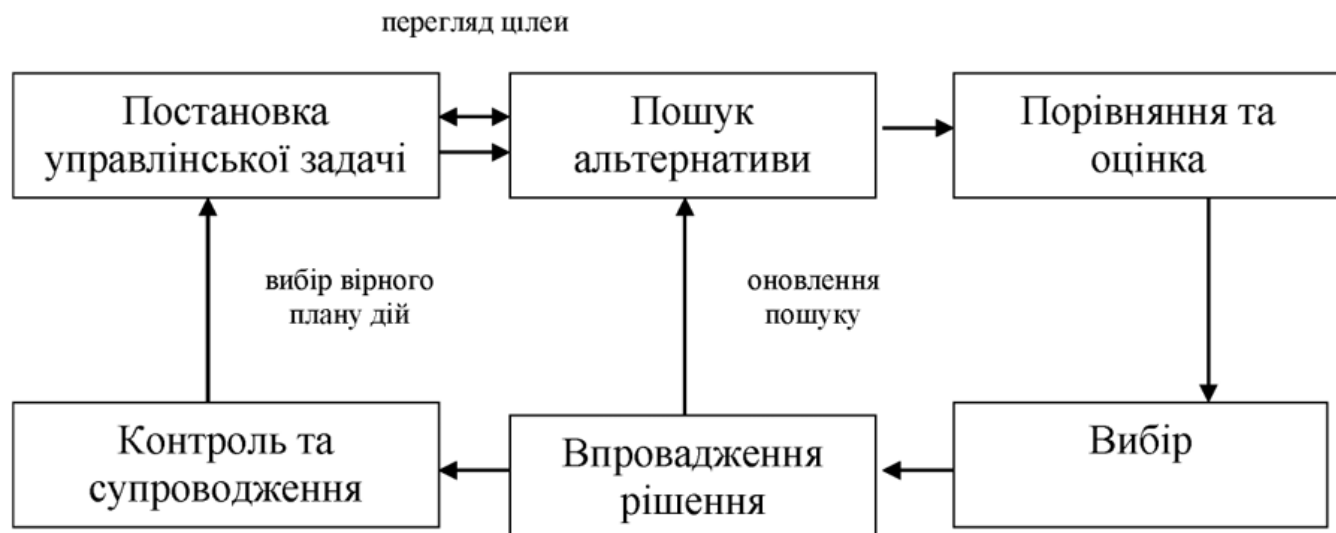 перегляд цілеи
Постановка
управлінської задачі
Пошук
альтернативи
Порівняння та
оцінка
вибір вірного
плану дій
оновлення
пошуку
Контроль та
супроводження
Впровадження
рішення
Вибір